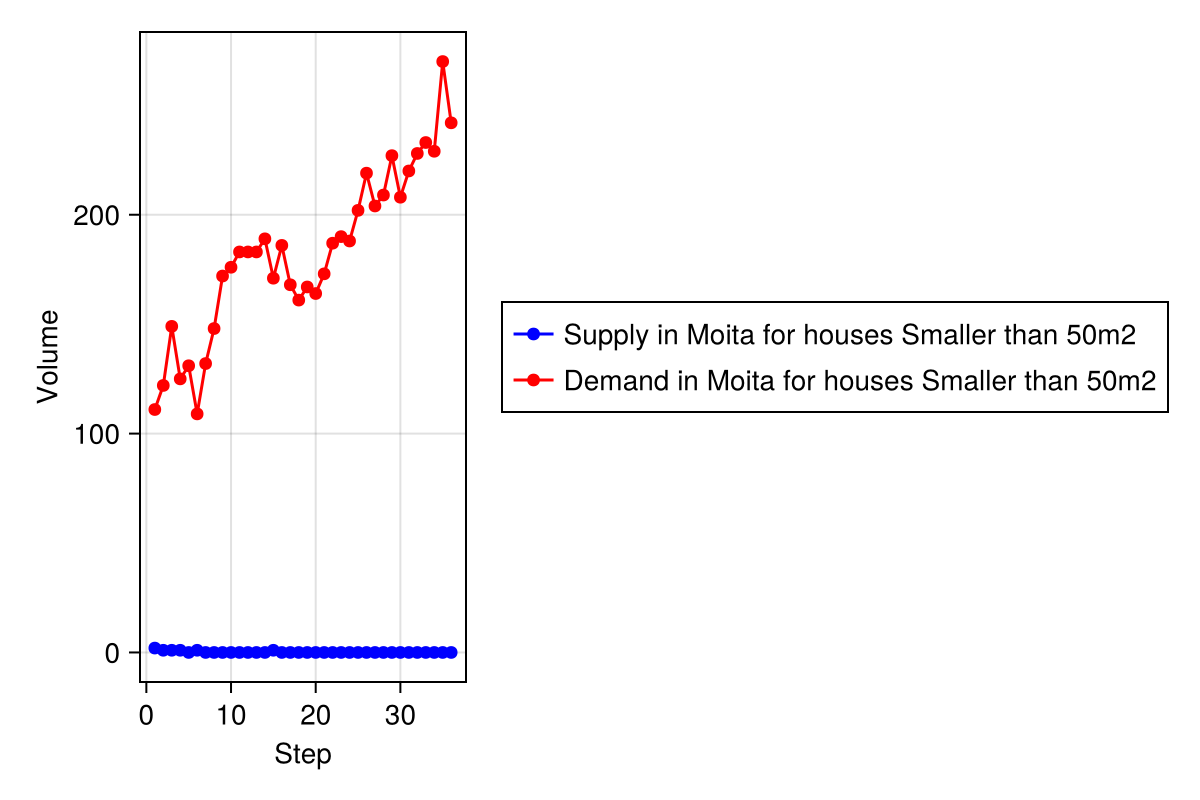 Volume
200
100
0
0 10 20 30
Step
Supply in Moita for houses Smaller than 50m2
Demand in Moita for houses Smaller than 50m2